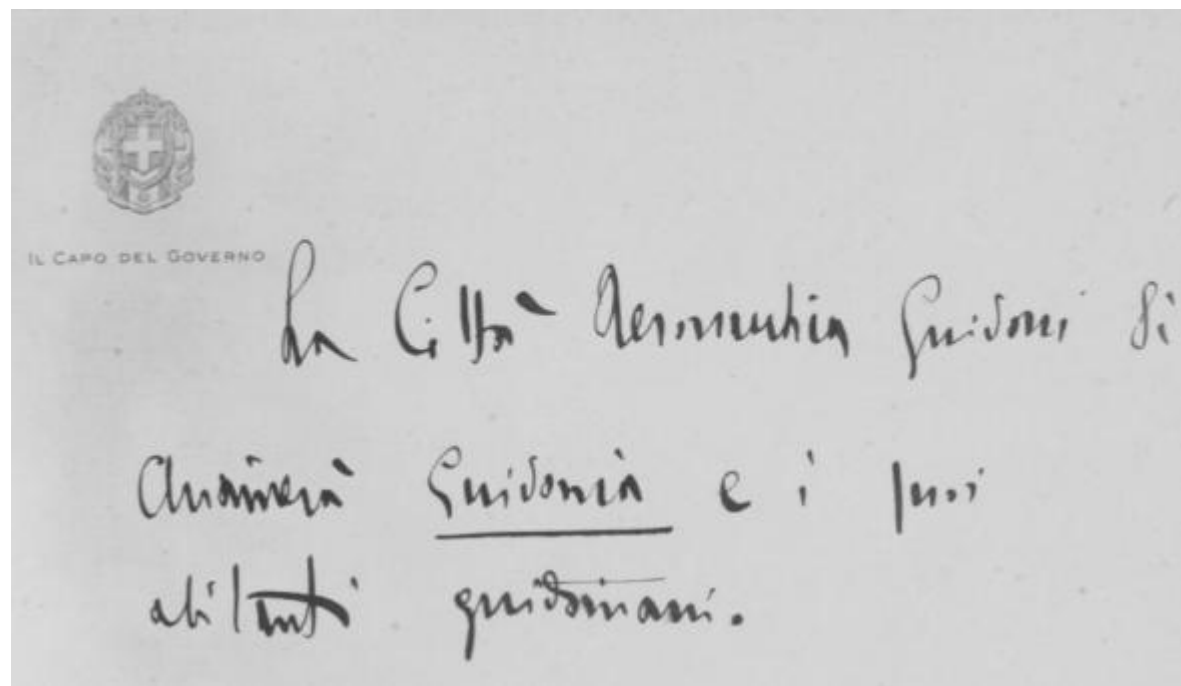 IL CAPO DEL GOVERNO
La Città Aeronautica Guidoni si
chiamerà Guidonia e i suoi
abitanti guidoniani.